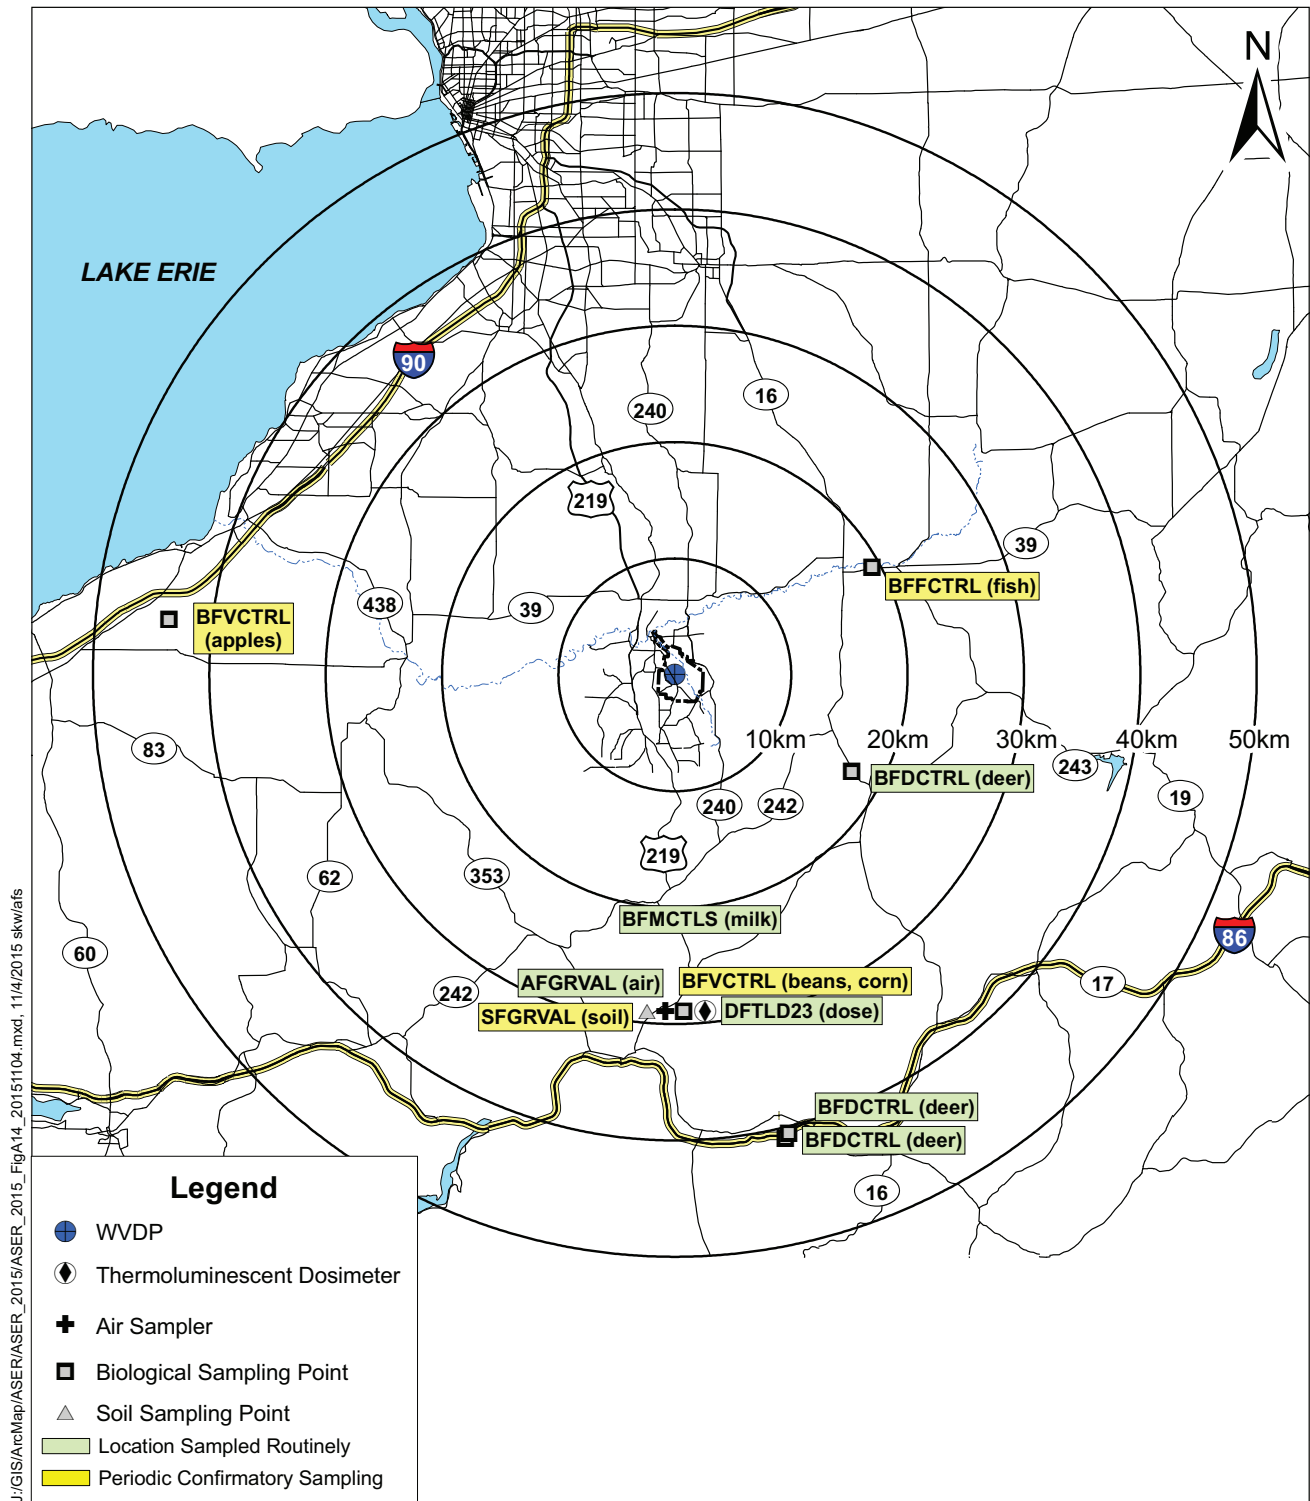 N
LAKE ERIE
90
240
16
219
39
BFFCTRL (fish)
438
39
BFVCTRL
(apples)
10km
20km
30km
40km
50km
83
243
BFDCTRL (deer)
19
240
242
219
62
353
BFMCTLS (milk)
86
60
AFGRVAL (air)
BFVCTRL (beans, corn)
17
242
SFGRVAL (soil)
DFTLD23 (dose)
BFDCTRL (deer)
BFDCTRL (deer)
16
Legend
WVDP
Thermoluminescent Dosimeter
Air Sampler
Biological Sampling Point
Soil Sampling Point
Location Sampled Routinely
Periodic Confirmatory Sampling
J:/GIS/ArcMap/ASER/ASER_2015/ASER_2015_FigA14_20151104.mxd, 11/4/2015 skw/afs